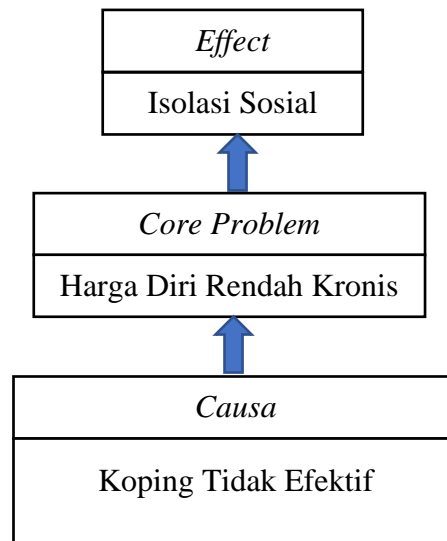 Effect
Isolasi Sosial
Core Problem
Harga Diri Rendah Kronis
Causa
Koping Tidak Efektif